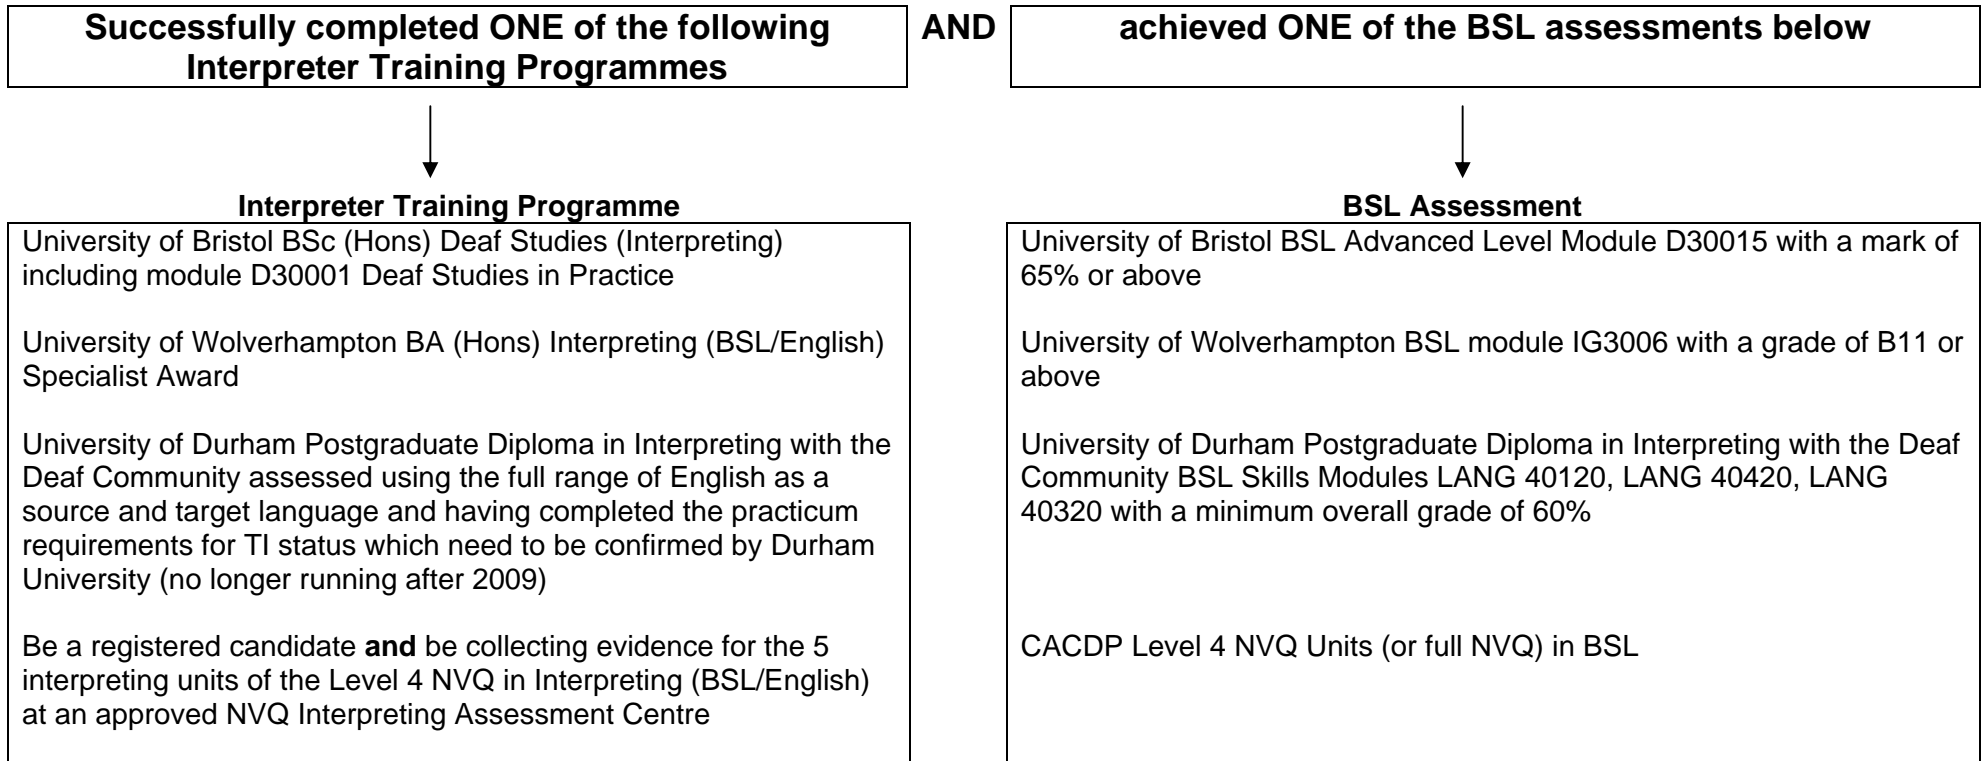 Successfully completed ONE of the following
Interpreter Training Programmes
AND
achieved ONE of the BSL assessments below
Interpreter Training Programme
University of Bristol BSc (Hons) Deaf Studies (Interpreting)
including module D30001 Deaf Studies in Practice
University of Wolverhampton BA (Hons) Interpreting (BSL/English)
Specialist Award
University of Durham Postgraduate Diploma in Interpreting with the
Deaf Community assessed using the full range of English as a
source and target language and having completed the practicum
requirements for TI status which need to be confirmed by Durham
University (no longer running after 2009)
Be a registered candidate and be collecting evidence for the 5
interpreting units of the Level 4 NVQ in Interpreting (BSL/English)
at an approved NVQ Interpreting Assessment Centre
BSL Assessment
University of Bristol BSL Advanced Level Module D30015 with a mark of
65% or above
University of Wolverhampton BSL module IG3006 with a grade of B11 or
above
University of Durham Postgraduate Diploma in Interpreting with the Deaf
Community BSL Skills Modules LANG 40120, LANG 40420, LANG
40320 with a minimum overall grade of 60%
CACDP Level 4 NVQ Units (or full NVQ) in BSL